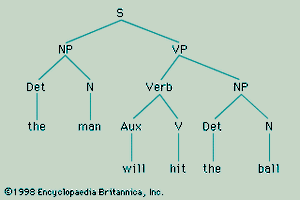 S
NP VP
Det N Verb NP
the man Aux V Det N
will hit the ball
©1998 Encyclopaedia Britannica, Inc.